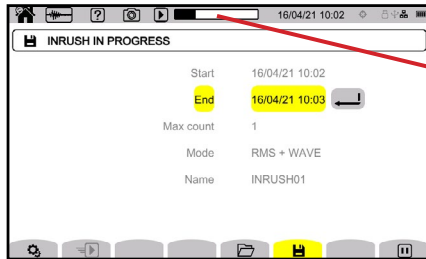 ? 16/04/21 10:02
INRUSH IN PROGRESS
Start 16/04/21 10:02
End 16/04/21 10:03
Max count 1
Mode RMS + WAVE
Name INRUSH01